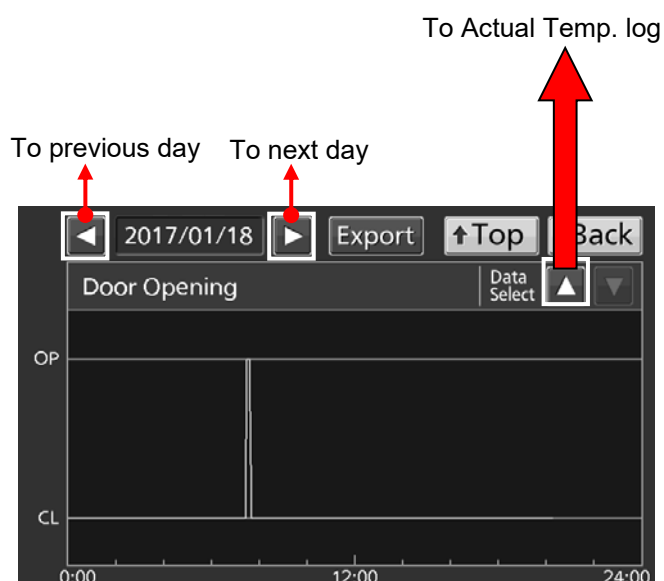 To Actual Temp. log
To previous day
To next day
2017/01/18
Export
Top
Back
Door Opening
Data
Select
OP
CL
0:00
12:00
24:00